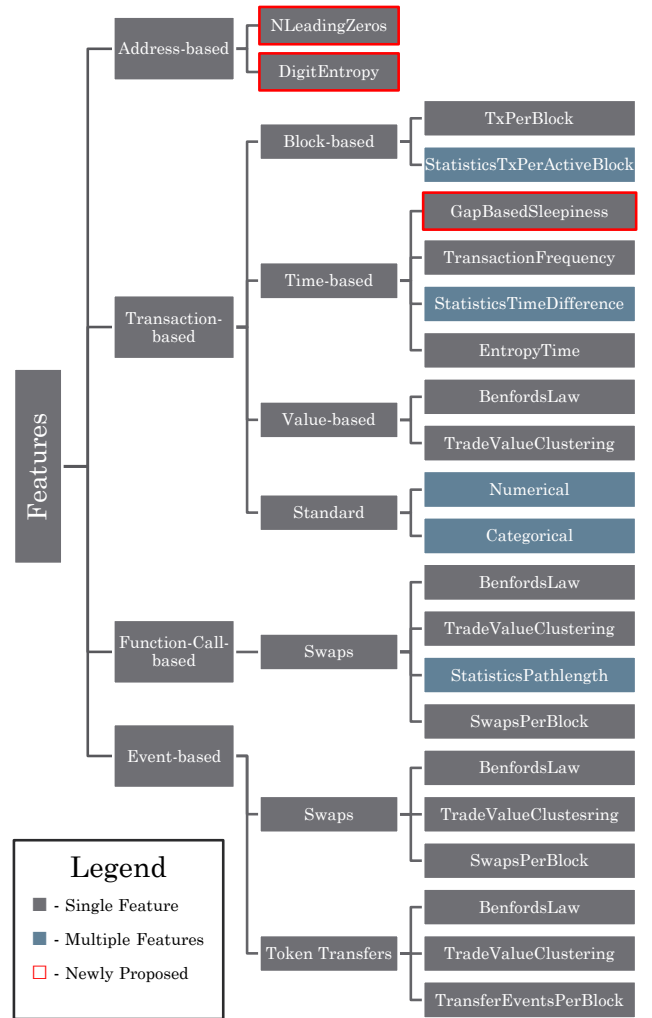 NLeadingZeros
Address-based
DigitEntropy
TxPerBlock
Block-based
StatisticsTxPerActiveBlock
GapBasedSleepiness
TransactionFrequency
Time-based
StatisticsTimeDifference
EntropyTime
Transaction-
based
BenfordsLaw
Value-based
TradeValueClustering
Features
Numerical
Standard
Categorical
BenfordsLaw
TradeValueClustering
Function-Call-
based
Swaps
StatisticsPathlength
SwapsPerBlock
Event-based
BenfordsLaw
Swaps
TradeValueClustesring
SwapsPerBlock
BenfordsLaw
Token Transfers
TradeValueClustering
TransferEventsPerBlock
Legend
- Single Feature
- Multiple Features
- Newly Proposed